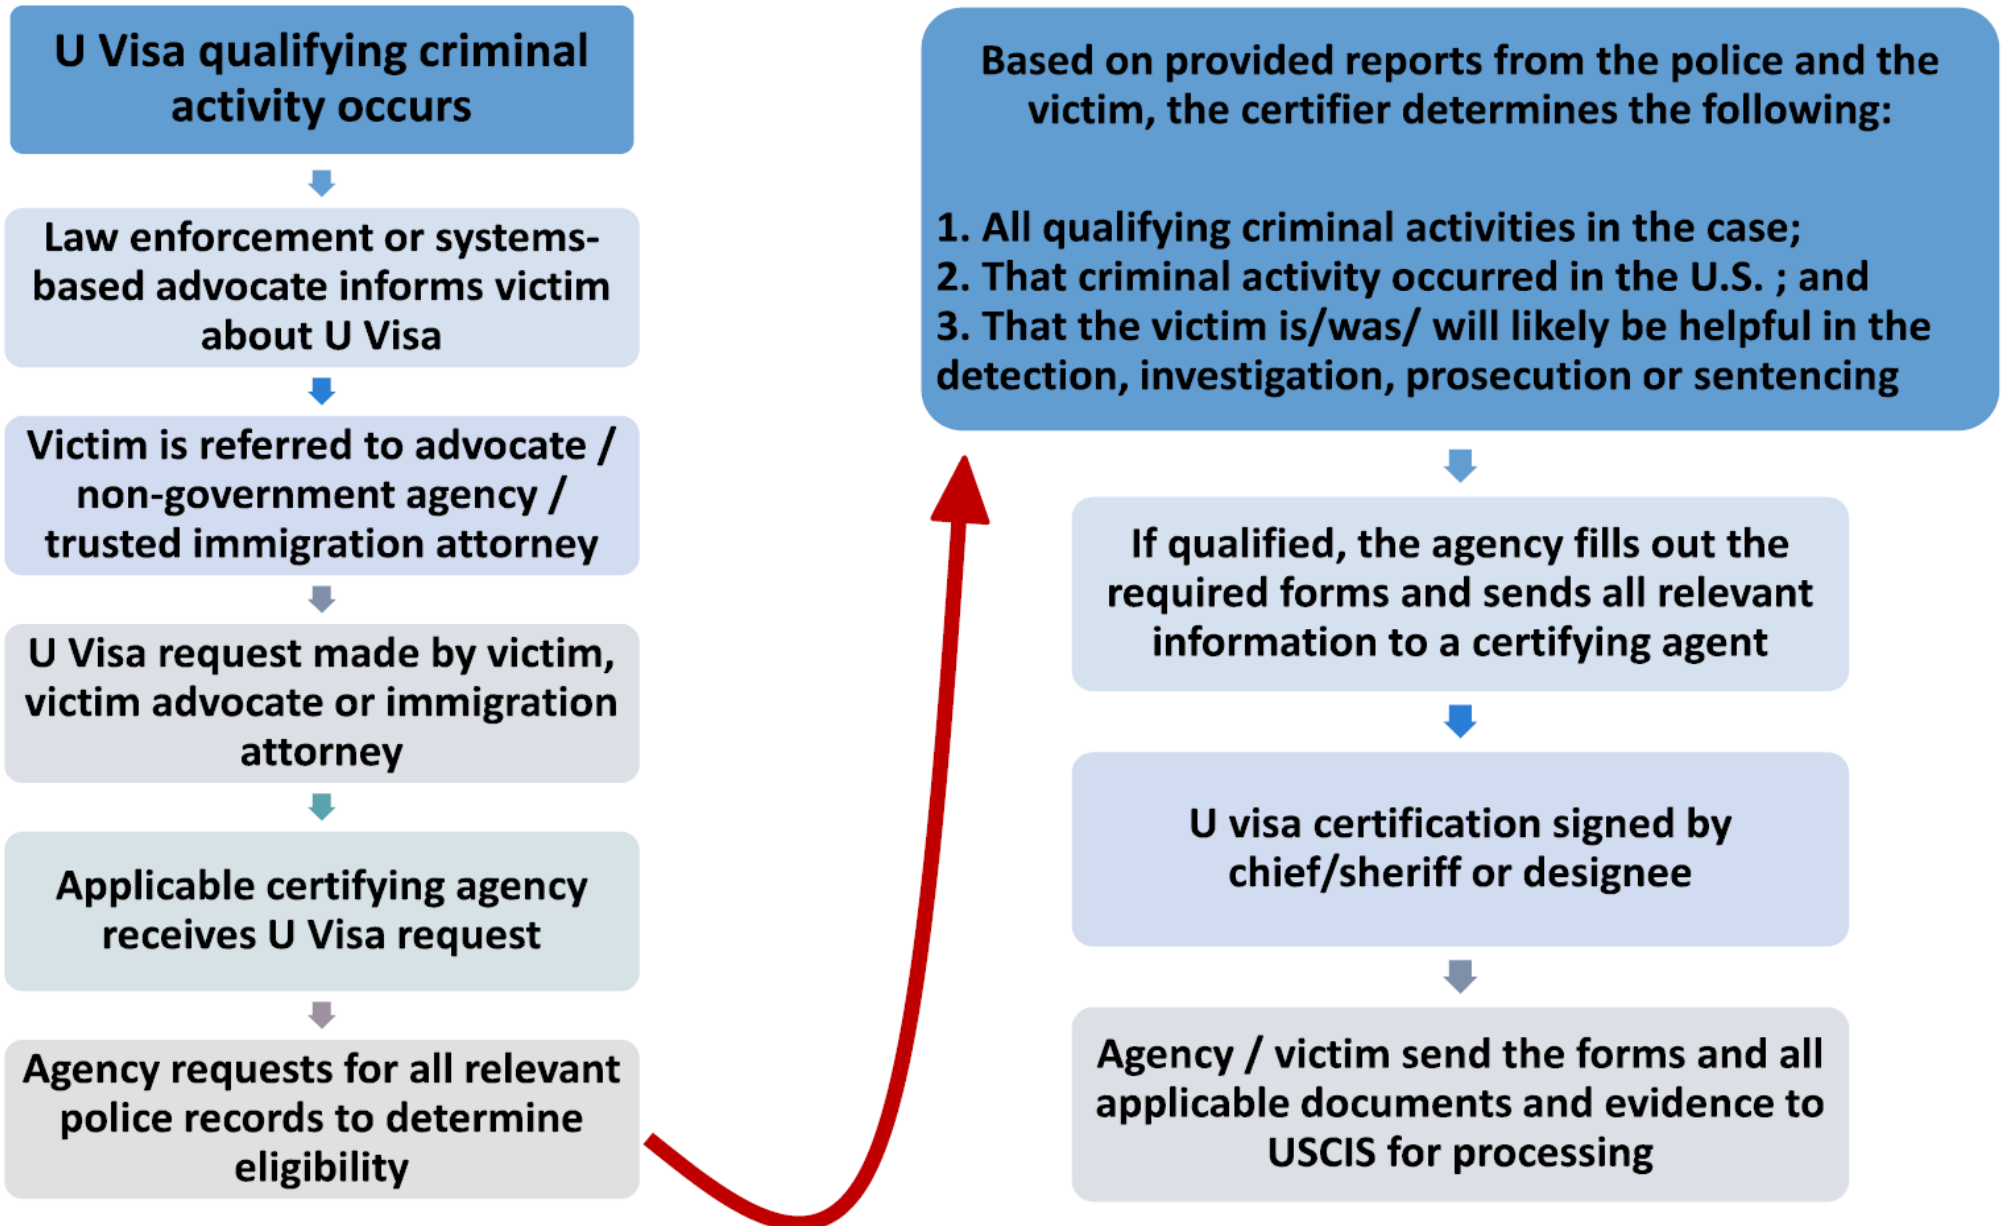 U Visa qualifying criminal
activity occurs
Law enforcement or systems-
based advocate informs victim
about U Visa
Victim is referred to advocate /
non-government agency /
trusted immigration attorney
U Visa request made by victim,
victim advocate or immigration
attorney
Applicable certifying agency
receives U Visa request
Agency requests for all relevant
police records to determine
eligibility
Based on provided reports from the police and the
victim, the certifier determines the following:
1. All qualifying criminal activities in the case;
2. That criminal activity occurred in the U.S. ; and
3. That the victim is/was/ will likely be helpful in the
detection, investigation, prosecution or sentencing
If qualified, the agency fills out the
required forms and sends all relevant
information to a certifying agent
U visa certification signed by
chief/sheriff or designee
Agency / victim send the forms and all
applicable documents and evidence to
USCIS for processing